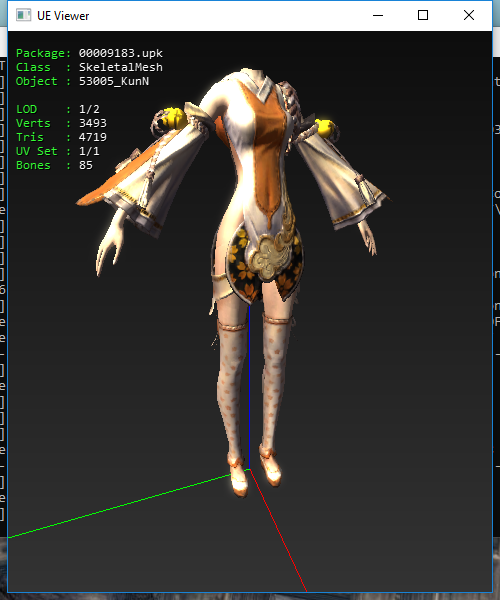 UE Viewer
Package: 00009183.upk
Class : SkeletalMesh
Object : 53005_KunN
LOD : 1/2
Verts : 3493
Tris : 4719
UV Set : 1/1
Bones : 85